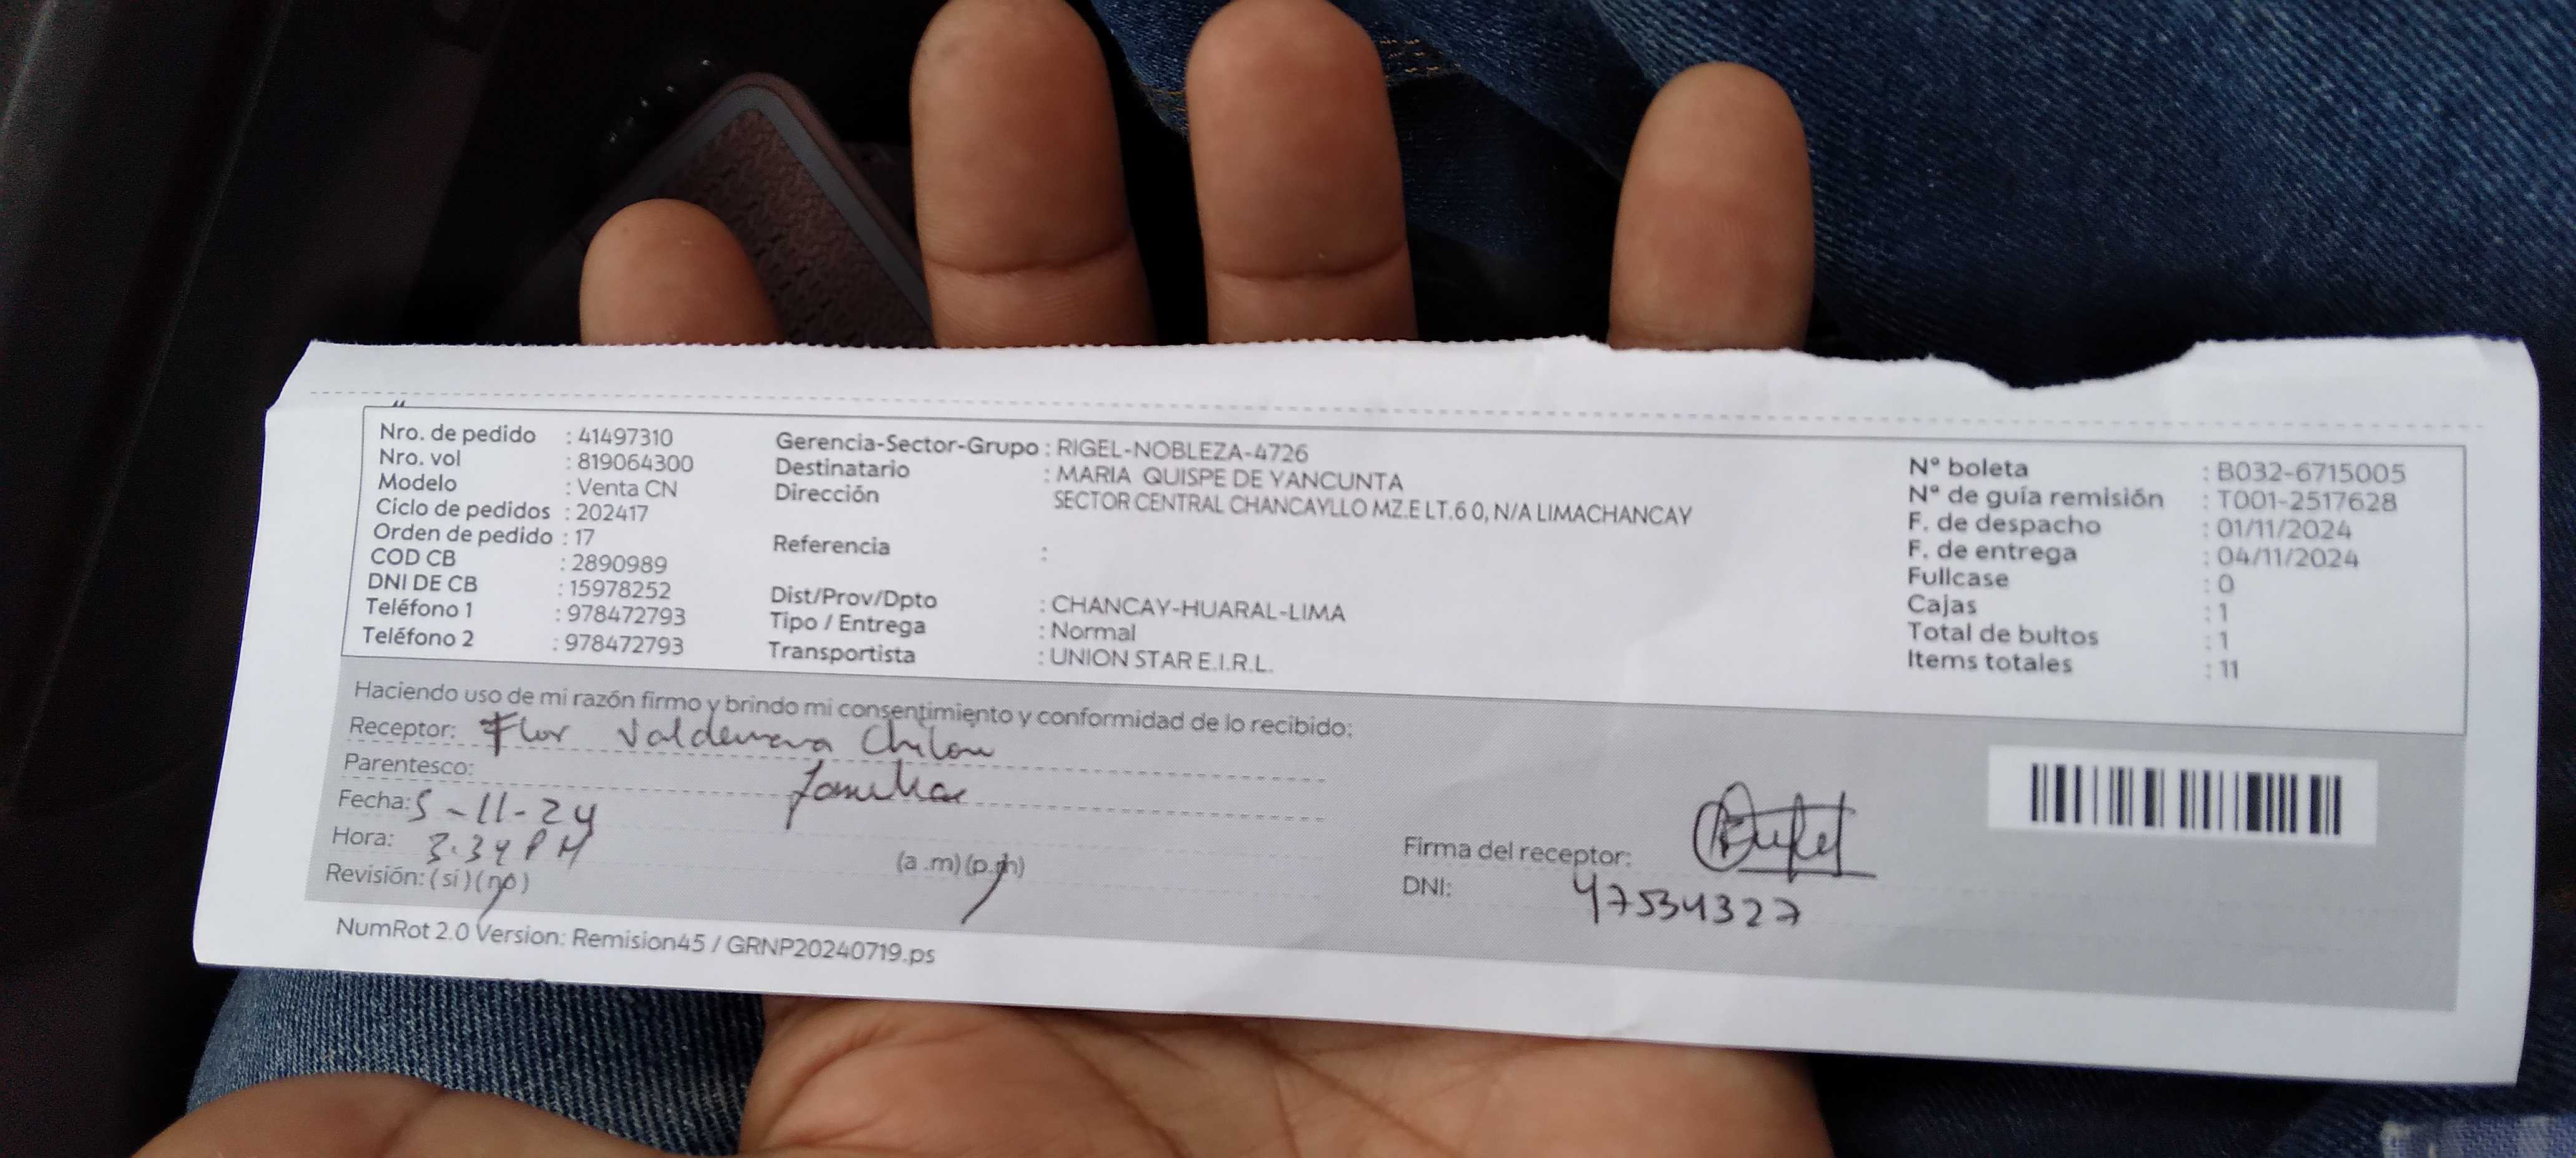 Nro. de pedido : 41497310
Nro. vol : 819064300
Modelo : Venta CN
Ciclo de pedidos : 202417
Orden de pedido : 17
COD CB : 2890989
DNI DE CB : 15978252
Teléfono 1 : 978472793
Teléfono 2 : 978472793
Gerencia-Sector-Grupo : RIGEL-NOBLEZA-4726
Destinatario : MARIA QUISPE DE YANCUNTA
Dirección SECTOR CENTRAL CHANCAYLLO MZ.E LT.6 0, N/A LIMACHANCAY
Referencia :
Dist/Prov/Dpto : CHANCAY-HUARAL-LIMA
Tipo / Entrega : Normal
Transportista : UNION STAR E.I.R.L.
N° boleta : B032-6715005
N° de guía remisión : T001-2517628
F. de despacho : 01/11/2024
F. de entrega : 04/11/2024
Fullcase : 0
Cajas : 1
Total de bultos : 1
Items totales : 11
Haciendo uso de mi razón firmo y brindo mi consentimiento y conformidad de lo recibido:
Receptor: Flor Chilon
Parentesco: familiar
Fecha: 5-11-24
Hora: 3:34 PM (a .m) (p.m)
Revisión: (si) (no)
Firma del receptor:
DNI: 47534327
NumRot 2.0 Version: Remision45 / GRNP20240719.ps